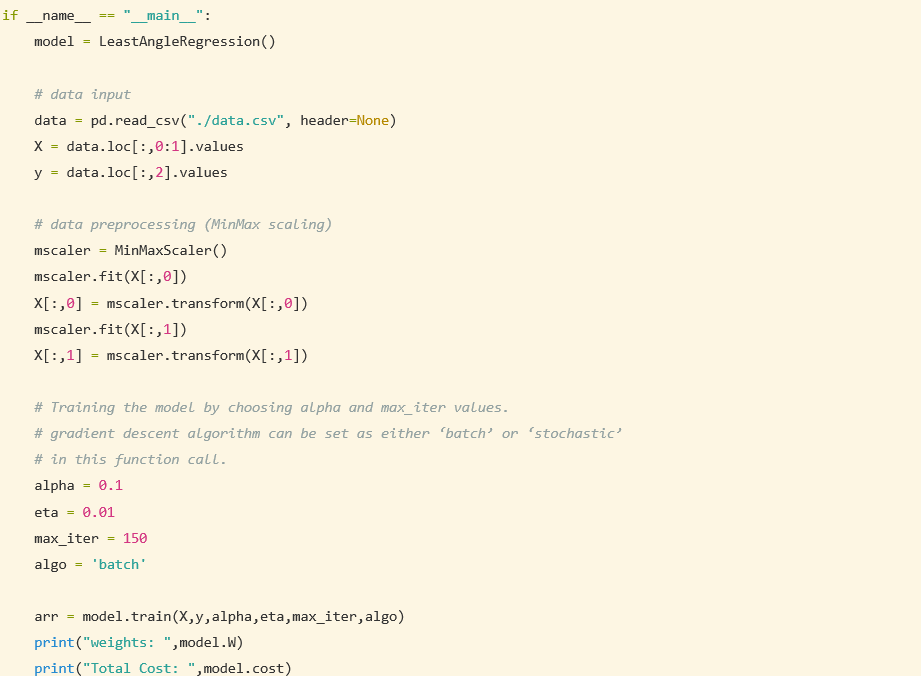 if __name__ == "__main__":
    model = LeastAngleRegression()

    # data input
    data = pd.read_csv("./data.csv", header=None)
    X = data.loc[:,0:1].values
    y = data.loc[:,2].values

    # data preprocessing (MinMax scaling)
    mscaler = MinMaxScaler()
    mscaler.fit(X[:,0])
    X[:,0] = mscaler.transform(X[:,0])
    mscaler.fit(X[:,1])
    X[:,1] = mscaler.transform(X[:,1])

    # Training the model by choosing alpha and max_iter values.
    # gradient descent algorithm can be set as either ‘batch’ or ‘stochastic’
    # in this function call.
    alpha = 0.1
    eta = 0.01
    max_iter = 150
    algo = 'batch'

    arr = model.train(X,y,alpha,eta,max_iter,algo)
    print("weights: ",model.W)
    print("Total Cost: ",model.cost)